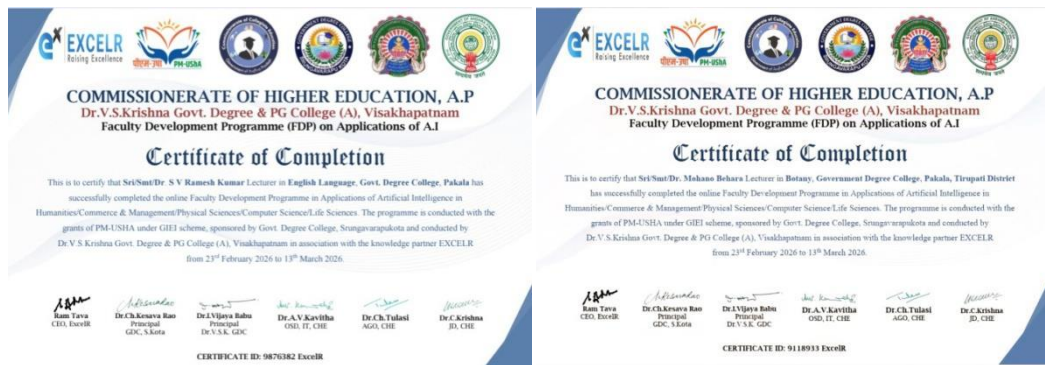 EXCELR
Raising Excellence
पीएम-उषा PM-USHA
COMMISSIONERATE OF HIGHER EDUCATION, A.P
Dr.V.S.Krishna Govt. Degree & PG College (A), Visakhapatnam
Faculty Development Programme (FDP) on Applications of A.I
Certificate of Completion
This is to certify that Sri/Smt/Dr S V Ramesh Kumar Lecturer in English Language, Govt. Degree College, Pakala has
successfully completed the online Faculty Development Programme in Applications of Artificial Intelligence in
Humanities/Commerce & Management/Physical Sciences/Computer Science/Life Sciences. The programme is conducted with the
grants of PM-USHA under GIEI scheme, sponsored by Govt. Degree College, Srungavarapukota and conducted by
Dr.V.S.Krishna Govt. Degree & PG College (A), Visakhapatnam in association with the knowledge partner EXCELR
from 23rd February 2026 to 13th March 2026.
Ram Tava
CEO, ExcelR
Dr.Ch.Kesava Rao
Principal
GDC, S.Kota
Dr.I.Vijaya Babu
Principal
Dr.V.S.K. GDC
Dr.A.V.Kavitha
OSD, IT, CHE
Dr.Ch.Tulasi
AGO, CHE
Dr.C.Krishna
JD, CHE
CERTIFICATE ID: 9876382 ExcelR
EXCELR
Raising Excellence
पीएम-उषा PM-USHA
COMMISSIONERATE OF HIGHER EDUCATION, A.P
Dr.V.S.Krishna Govt. Degree & PG College (A), Visakhapatnam
Faculty Development Programme (FDP) on Applications of A.I
Certificate of Completion
This is to certify that Sri/Smt/Dr. Mohano Behara Lecturer in Botany, Government Degree College, Pakala, Tirupati District
has successfully completed the online Faculty Development Programme in Applications of Artificial Intelligence in
Humanities/Commerce & Management/Physical Sciences/Computer Science/Life Sciences. The programme is conducted with the
grants of PM-USHA under GIEI scheme, sponsored by Govt. Degree College, Srungavarapukota and conducted by
Dr.V.S.Krishna Govt. Degree & PG College (A), Visakhapatnam in association with the knowledge partner EXCELR
from 23rd February 2026 to 13th March 2026.
Ram Tava
CEO, ExcelR
Dr.Ch.Kesava Rao
Principal
GDC, S.Kota
Dr.I.Vijaya Babu
Principal
Dr.V.S.K. GDC
Dr.A.V.Kavitha
OSD, IT, CHE
Dr.Ch.Tulasi
AGO, CHE
Dr.C.Krishna
JD, CHE
CERTIFICATE ID: 9118933 ExcelR